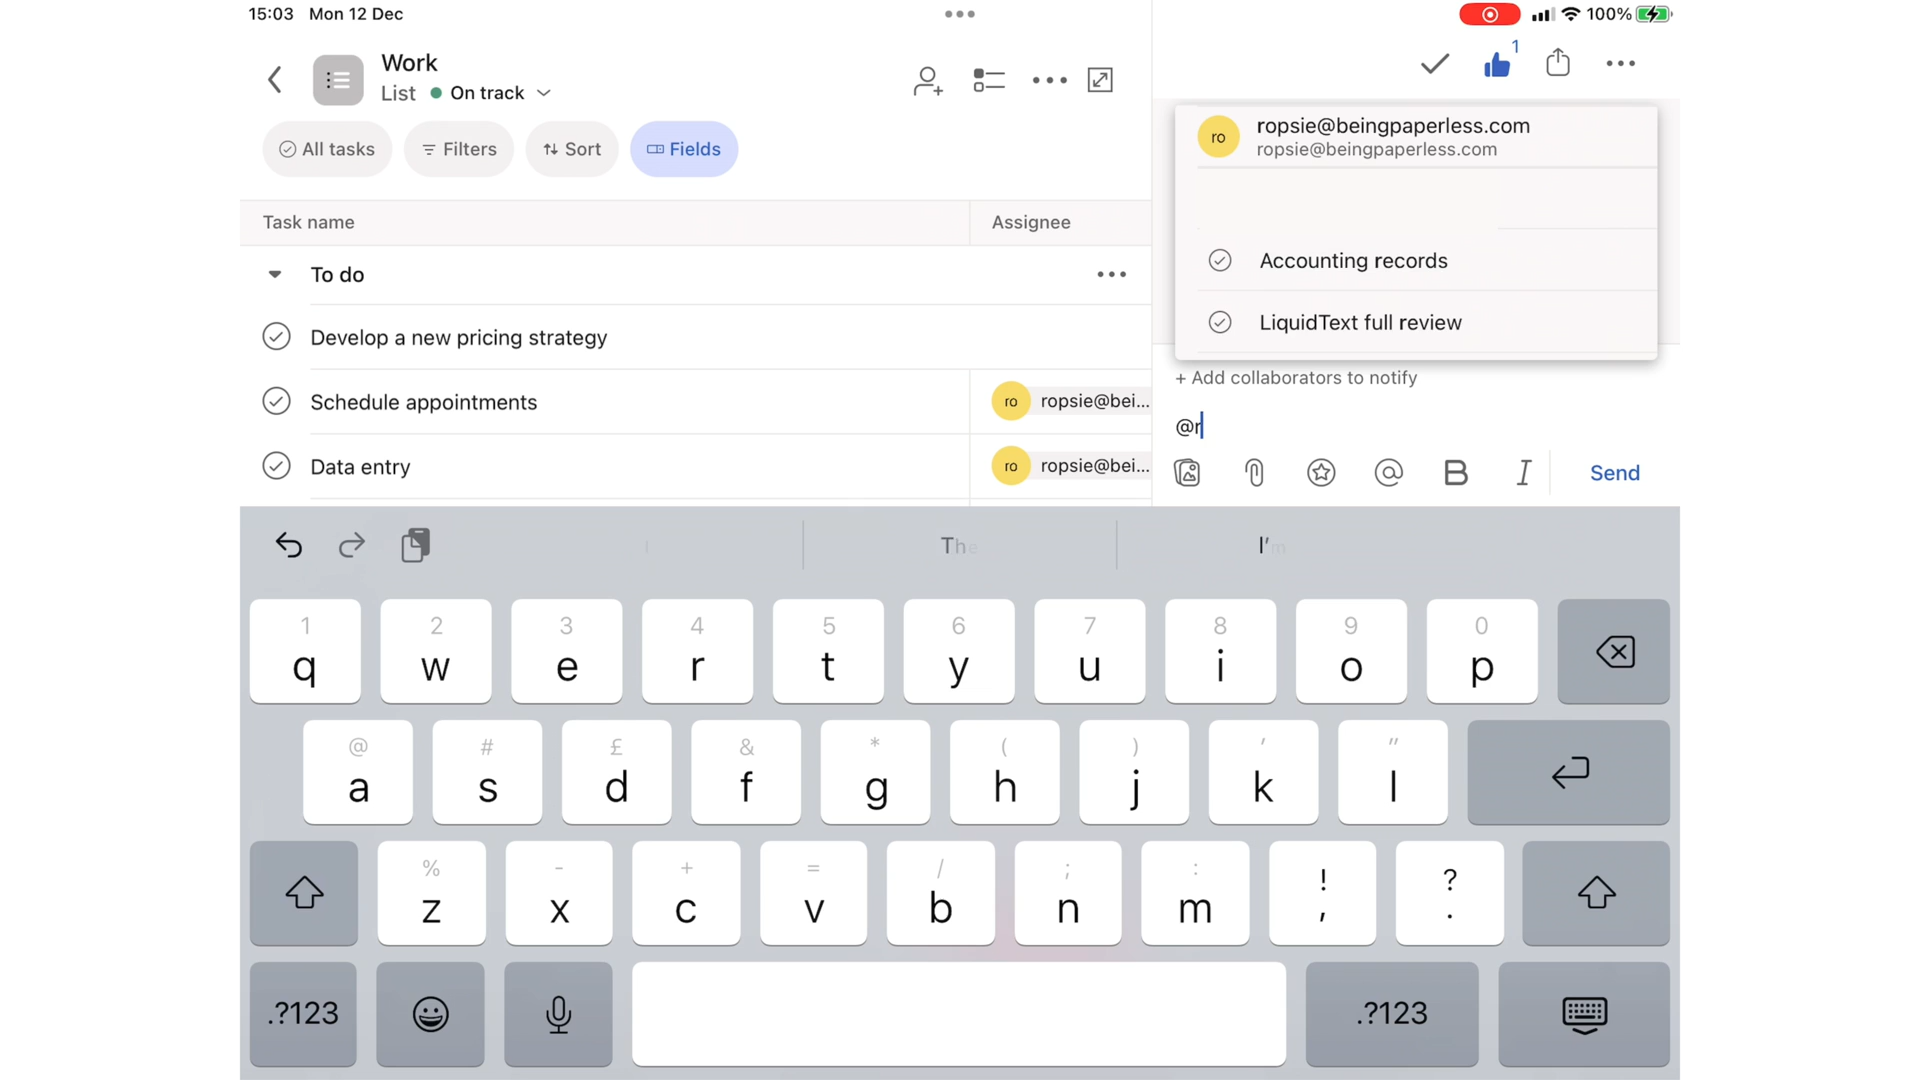 15:03 Mon 12 Dec
100%
Work
List On track
1
All tasks
Filters
Sort
Fields
ro ropsie@beingpaperless.com
ropsie@beingpaperless.com
Task name Assignee
To do
Accounting records
Develop a new pricing strategy
LiquidText full review
Schedule appointments
ro ropsie@bei...
+ Add collaborators to notify
@r
Data entry
ro ropsie@bei...
B I Send
I The I'm
1 2 3 4 5 6 7 8 9 0
q w e r t y u i o p
@ # £ & * ( ) ' "
a s d f g h j k l
% - + = / ; : ! ?
z x c v b n m , .
.?123 .?123